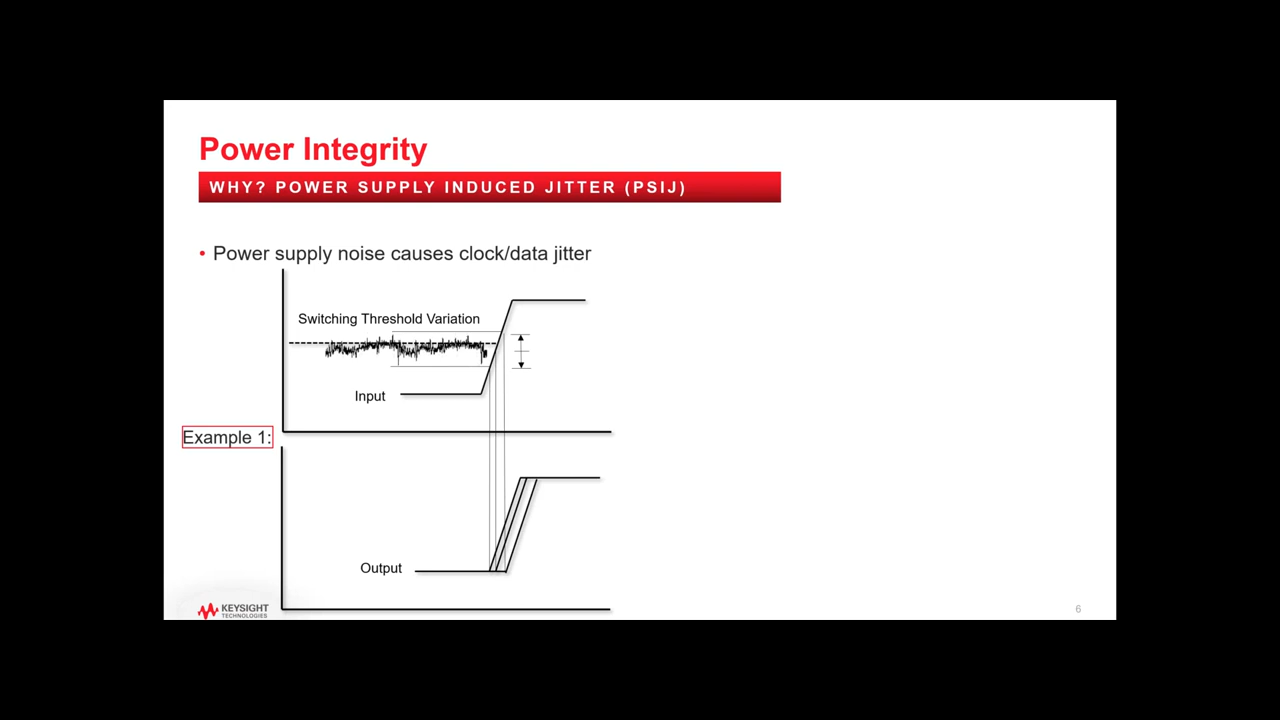 Power Integrity
WHY? POWER SUPPLY INDUCED JITTER (PSIJ)
• Power supply noise causes clock/data jitter
Switching Threshold Variation
Input
Example 1:
Output
KEYSIGHT
TECHNOLOGIES
6